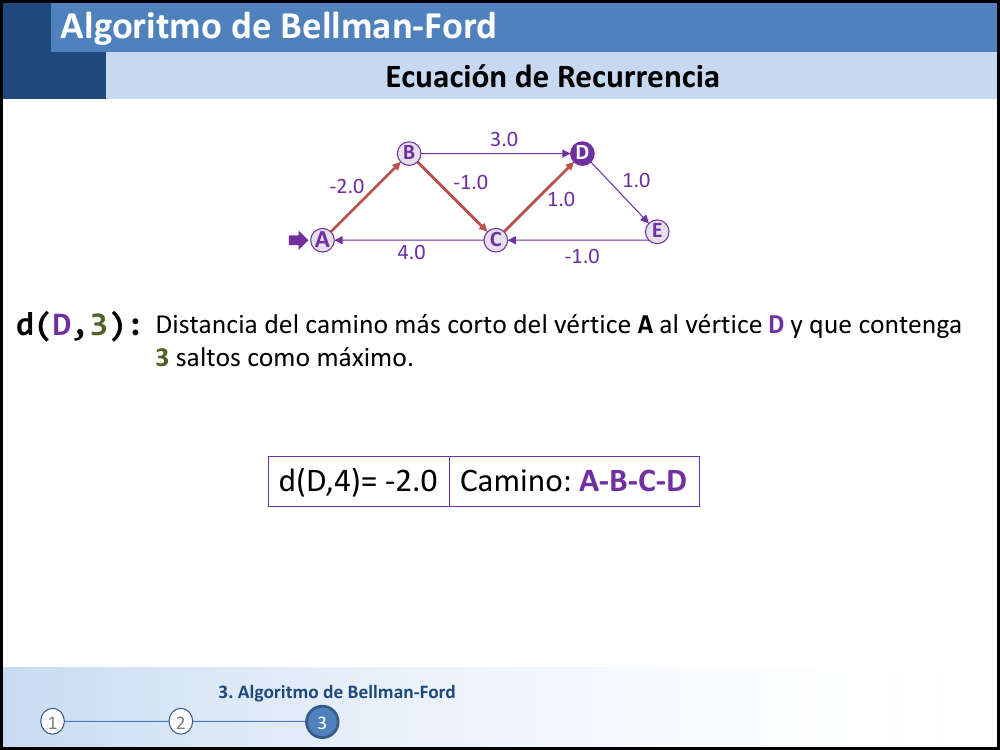 Algoritmo de Bellman-Ford
Ecuación de Recurrencia
3.0
B
D
-2.0
-1.0
1.0
1.0
A
C
E
4.0
-1.0
d(D,3): Distancia del camino más corto del vértice A al vértice D y que contenga
3 saltos como máximo.
d(D,4)= -2.0 Camino: A-B-C-D
3. Algoritmo de Bellman-Ford
1 2 3